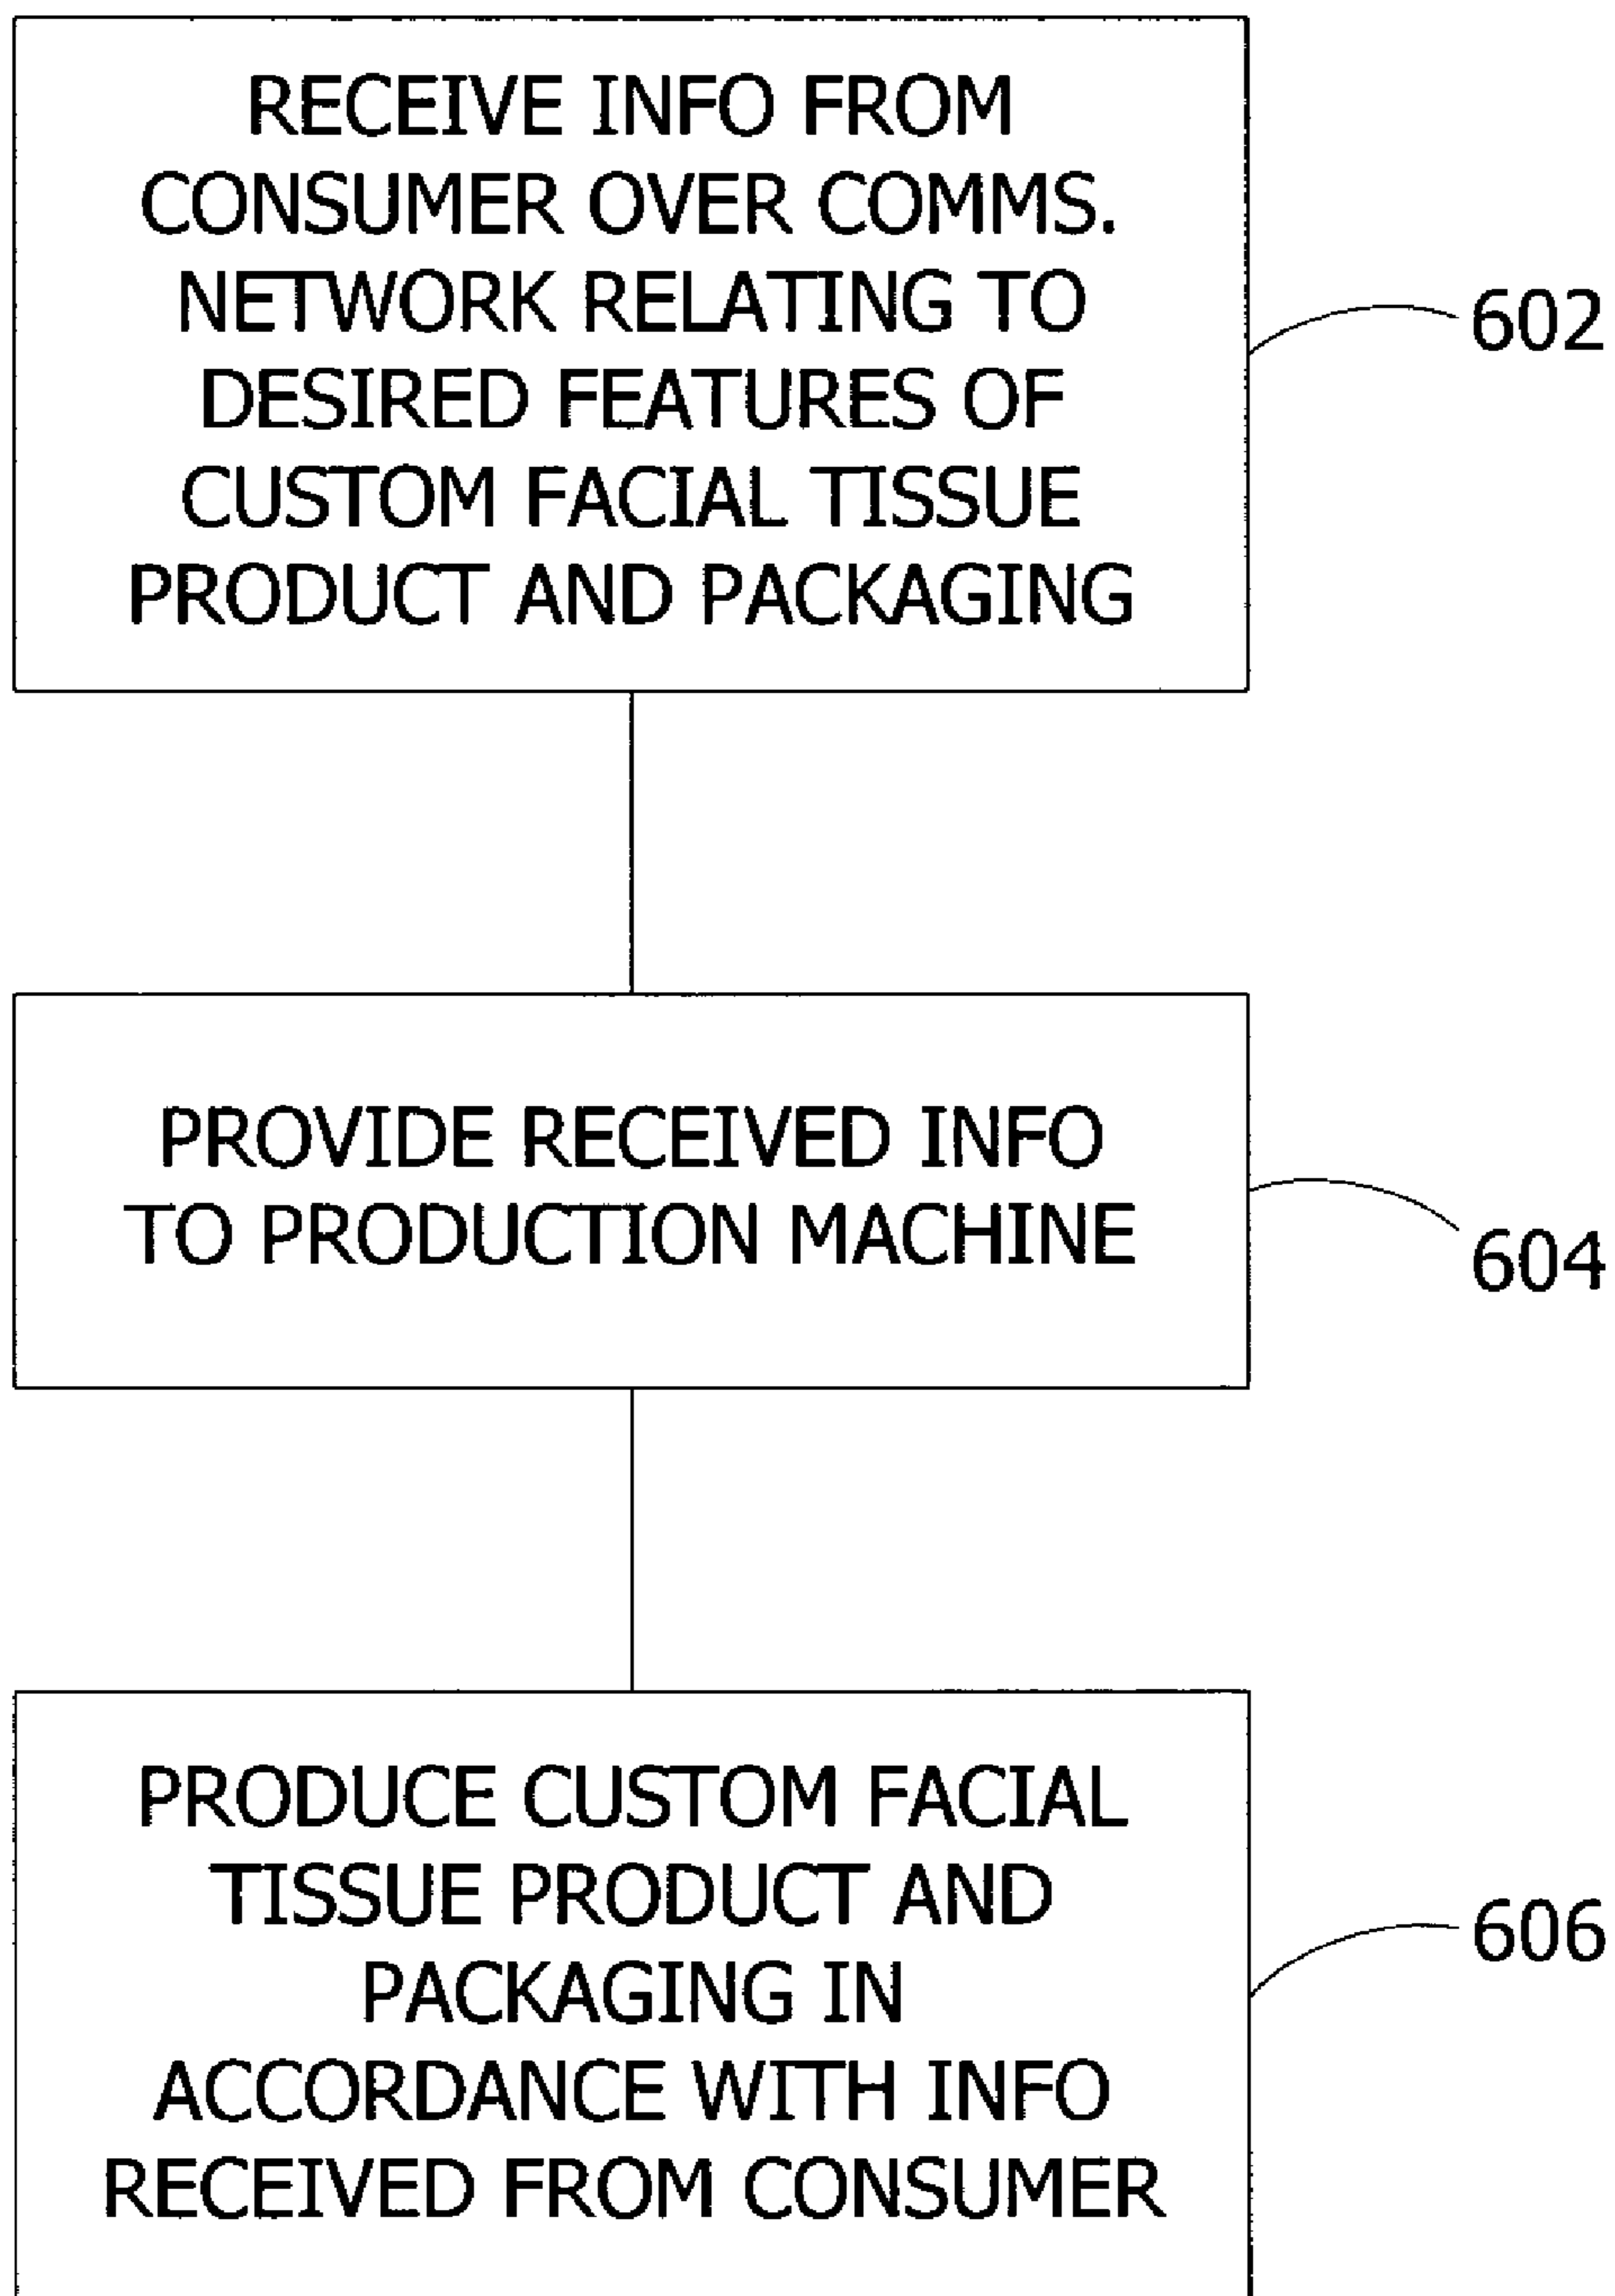 RECEIVE INFO FROM
CONSUMER OVER COMMS.
NETWORK RELATING TO
DESIRED FEATURES OF
CUSTOM FACIAL TISSUE
PRODUCT AND PACKAGING
602
PROVIDE RECEIVED INFO
TO PRODUCTION MACHINE
604
PRODUCE CUSTOM FACIAL
TISSUE PRODUCT AND
PACKAGING IN
ACCORDANCE WITH INFO
RECEIVED FROM CONSUMER
606